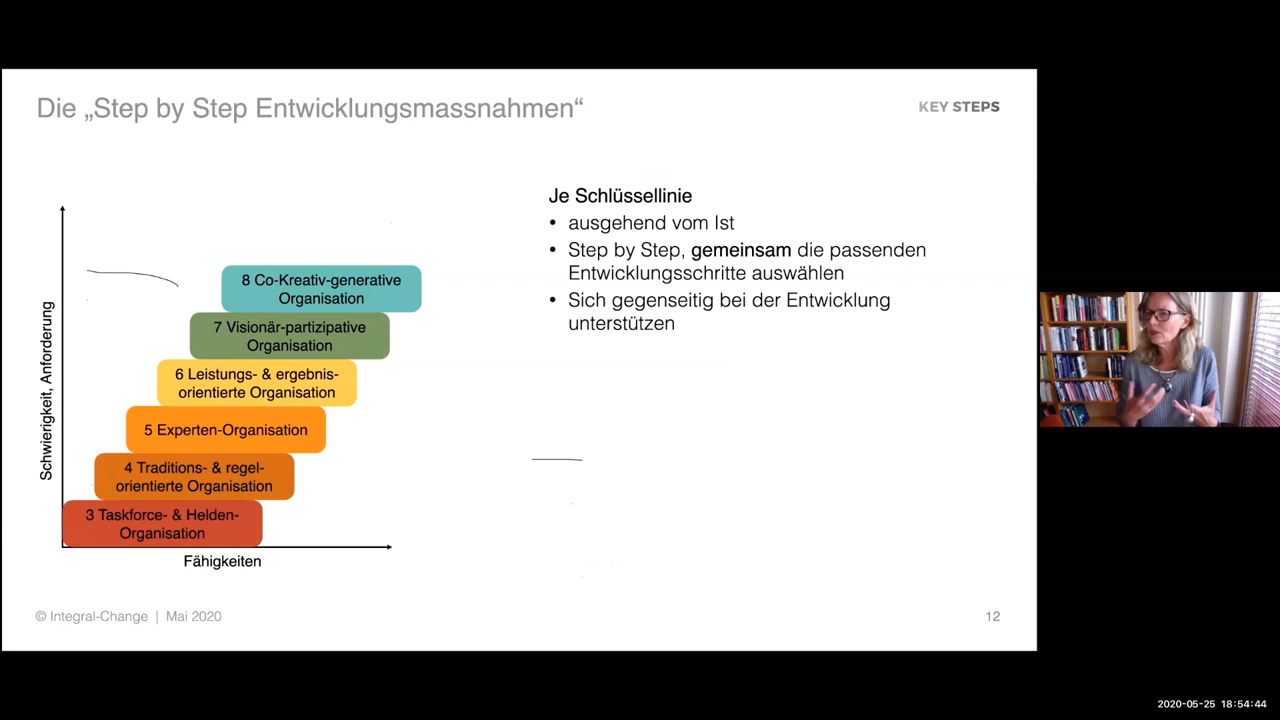 Die „Step by Step Entwicklungsmassnahmen“
KEY STEPS
Je Schlüssellinie
• ausgehend vom Ist
• Step by Step, gemeinsam die passenden
Entwicklungsschritte auswählen
• Sich gegenseitig bei der Entwicklung
unterstützen
Schwierigkeit, Anforderung
8 Co-Kreativ-generative
Organisation
7 Visionär-partizipative
Organisation
6 Leistungs- & ergebnis-
orientierte Organisation
5 Experten-Organisation
4 Traditions- & regel-
orientierte Organisation
3 Taskforce- & Helden-
Organisation
Fähigkeiten
© Integral-Change | Mai 2020
12
2020-05-25 18:54:44